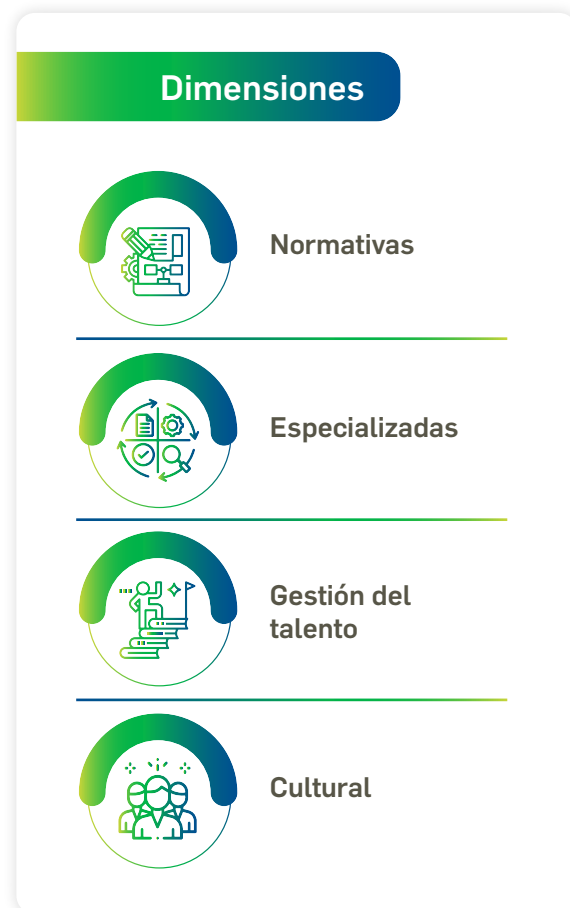 Dimensiones
Normativas
Especializadas
Gestión del
talento
Cultural